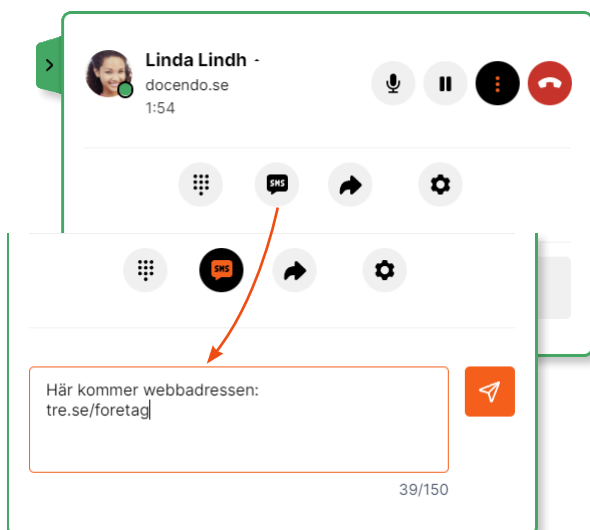 Linda Lindh -
docendo.se
1:54
SMS
SMS
Här kommer webbadressen:
tre.se/foretag
39/150